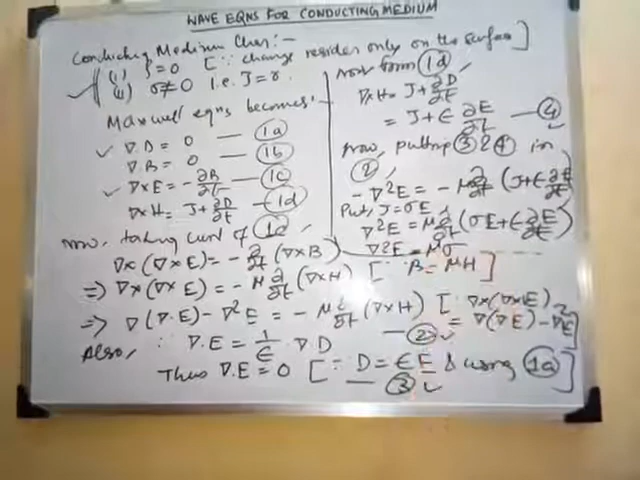 WAVE EQNS FOR CONDUCTING MEDIUM
Conducting Medium Char:-
(i) ρ=0 [∵ charge resides only on the surface]
(ii) σ≠0 i.e. J=σ.
Maxwell eqns becomes:-
∇.D = 0 — (1a)
∇.B = 0 — (1b)
∇×E = -∂B/∂t — (1c)
∇×H = J+∂D/∂t — (1d)
now, taking curl of (1c)
∇×(∇×E) = -∂/∂t (∇×B)
⇒ ∇×(∇×E) = -μ ∂/∂t (∇×H) [∵ B=μH]
⇒ ∇(∇.E) - ∇²E = -μ ∂/∂t (∇×H) [∵ ∇×(∇×E) = ∇(∇.E) - ∇²E]
— (2)
Also, ∵ ∇.E = 1/ϵ ∇.D
Thus ∇.E = 0 [∵ D = ϵE & using (1a)]
— (3)
now form (1d),
∇×H = J+∂D/∂t
= J+ϵ ∂E/∂t — (4)
now, putting (3) & (4) in
(2),
-∇²E = -μ∂/∂t (J+ϵ∂E/∂t)
Put, J=σE
∇²E = μ∂/∂t (σE+ϵ∂E/∂t)
∇²E = μσ